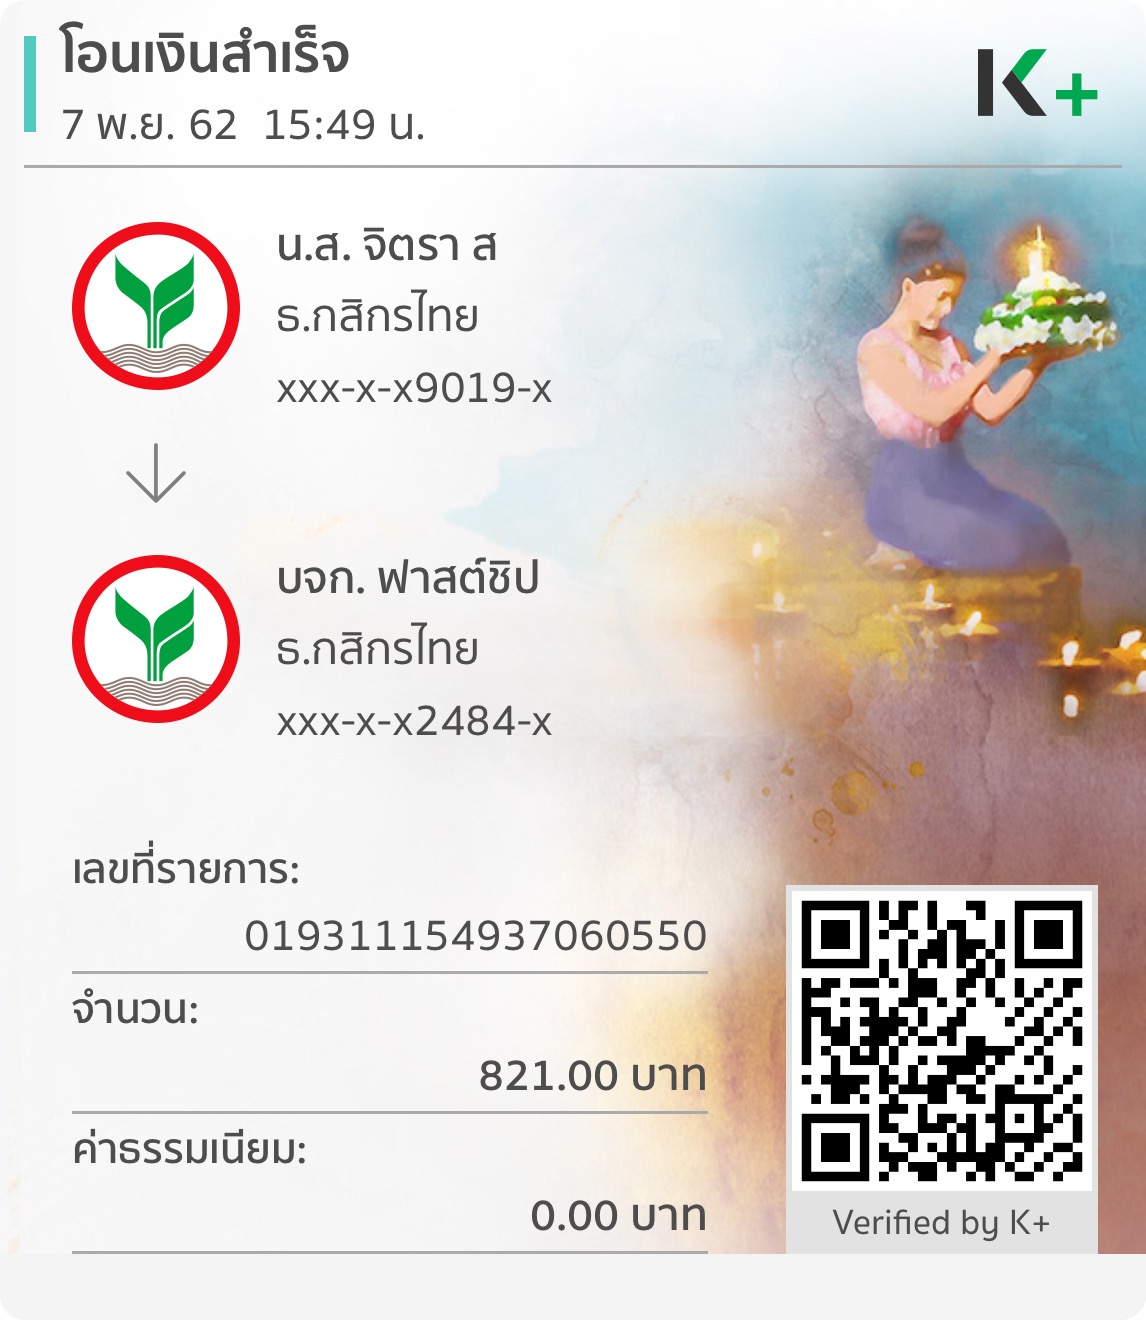 โอนเงินสำเร็จ
7 พ.ย. 62 15:49 น.
K+
น.ส. จิตรา ส
ธ.กสิกรไทย
xxx-x-x9019-x
บจก. ฟาสต์ชิป
ธ.กสิกรไทย
xxx-x-x2484-x
เลขที่รายการ:
019311154937060550
จำนวน:
821.00 บาท
ค่าธรรมเนียม:
0.00 บาท
Verified by K+